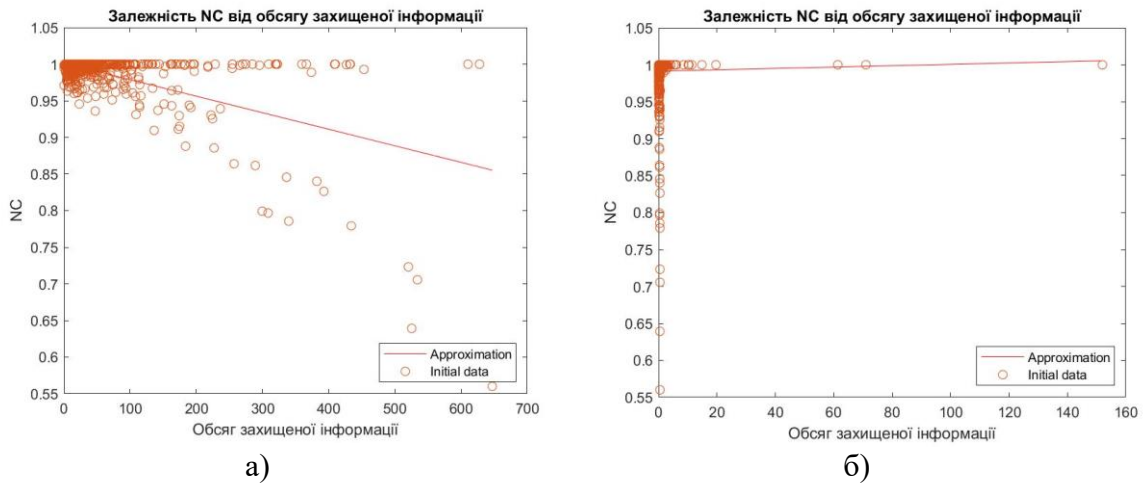 Залежність NC від обсягу захищеної інформації
1.05
1
0.95
0.9
0.85
0.8
0.75
0.7
0.65
0.6
0.55
NC
0 100 200 300 400 500 600 700
Обсяг захищеної інформації
Approximation
Initial data
а)
Залежність NC від обсягу захищеної інформації
1.05
1
0.95
0.9
0.85
0.8
0.75
0.7
0.65
0.6
0.55
NC
0 20 40 60 80 100 120 140 160
Обсяг захищеної інформації
Approximation
Initial data
б)